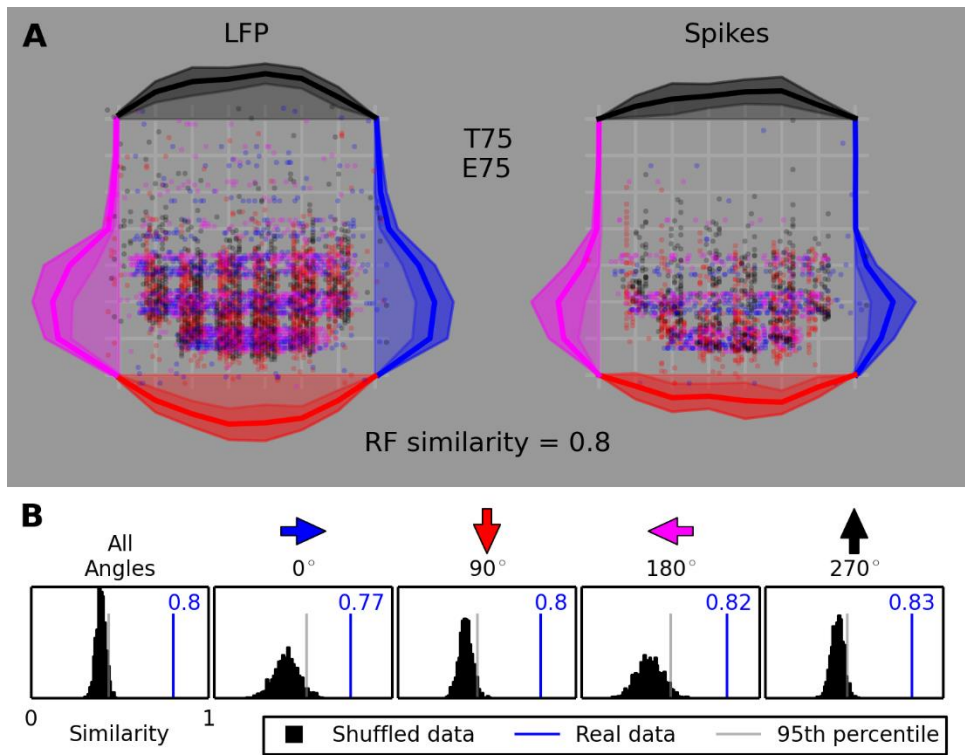 A
LFP
Spikes
T75
E75
RF similarity = 0.8
B
All
Angles
0°
90°
180°
270°
0.8
0.77
0.8
0.82
0.83
0
Similarity
1
Shuffled data
Real data
95th percentile